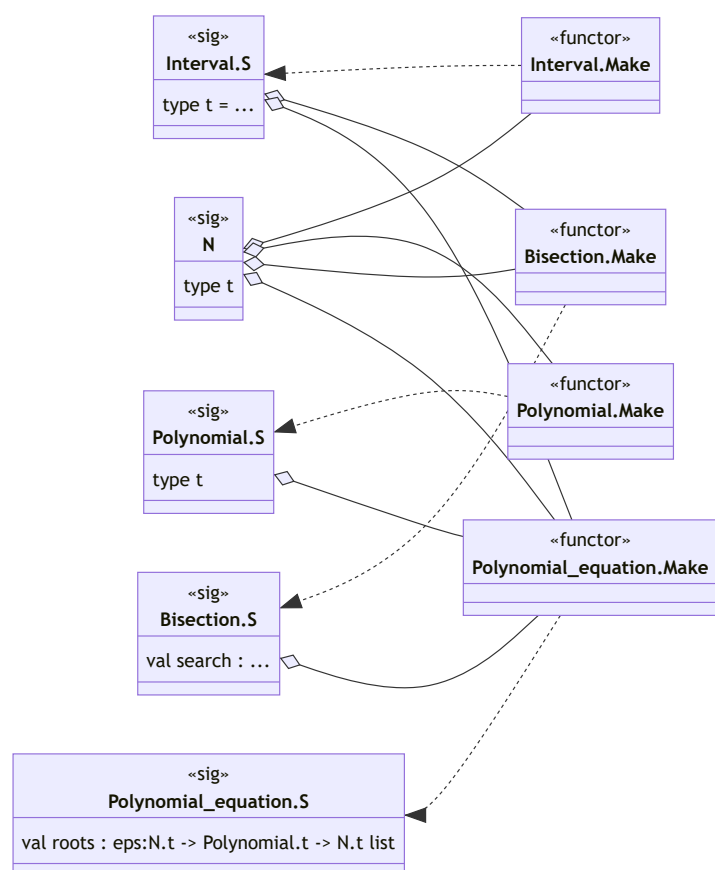 «sig»
Interval.S
type t = ...
«functor»
Interval.Make
«sig»
N
type t
«functor»
Bisection.Make
«sig»
Polynomial.S
type t
«functor»
Polynomial.Make
«functor»
Polynomial_equation.Make
«sig»
Bisection.S
val search : ...
«sig»
Polynomial_equation.S
val roots : eps:N.t -> Polynomial.t -> N.t list